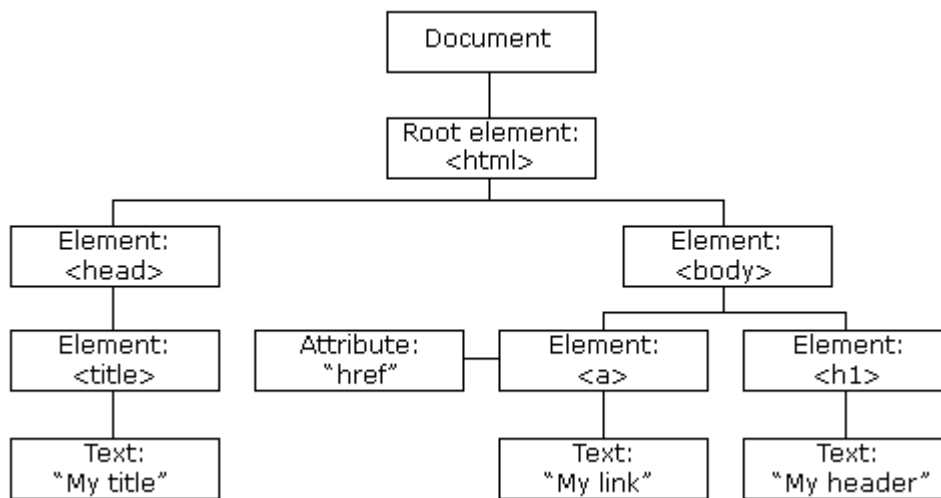 Document
Root element:
<html>
Element:
<head>
Element:
<body>
Element:
<title>
Attribute:
“href”
Element:
<a>
Element:
<h1>
Text:
“My title”
Text:
“My link”
Text:
“My header”